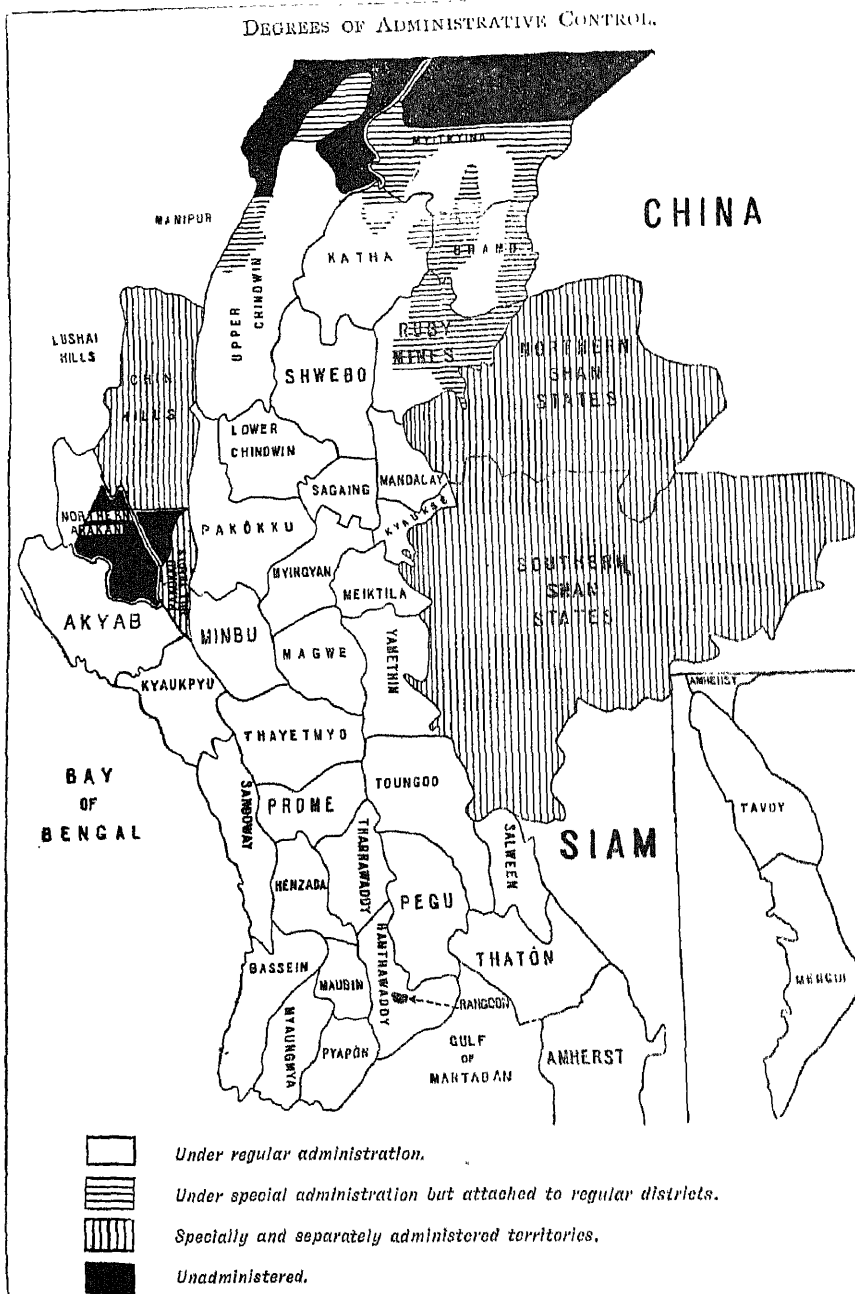 DEGREES OF ADMINISTRATIVE CONTROL.
MYITKYINA
CHINA
MANIPUR
KATHA
BHAMO
UPPER
CHINDWIN
LUSHAI
HILLS
RUBY
MINES
NORTHERN
SHAN
STATES
CHIN
HILLS
SHWEBO
LOWER
CHINDWIN
SAGAING
MANDALAY
NORTHERN
ARAKAN
PAKÔKKU
KYAUKSE
MYINGYAN
SOUTHERN
SHAN
STATES
MEIKTILA
AKYAB
MINBU
MAGWE
YAMETHIN
AMHERST
KYAUKPYU
THAYETMYO
BAY
OF
BENGAL
SANDOWAY
PROME
TOUNGOO
TAVOY
THARRAWADDY
SALWEEN
SIAM
HENZADA
PEGU
HANTHAWADDY
THATÔN
BASSEIN
MAUBIN
RANGOON
MERGUI
MYAUNGMYA
PYAPÔN
GULF
OF
MARTABAN
AMHERST
Under regular administration.
Under special administration but attached to regular districts.
Specially and separately administered territories.
Unadministered.